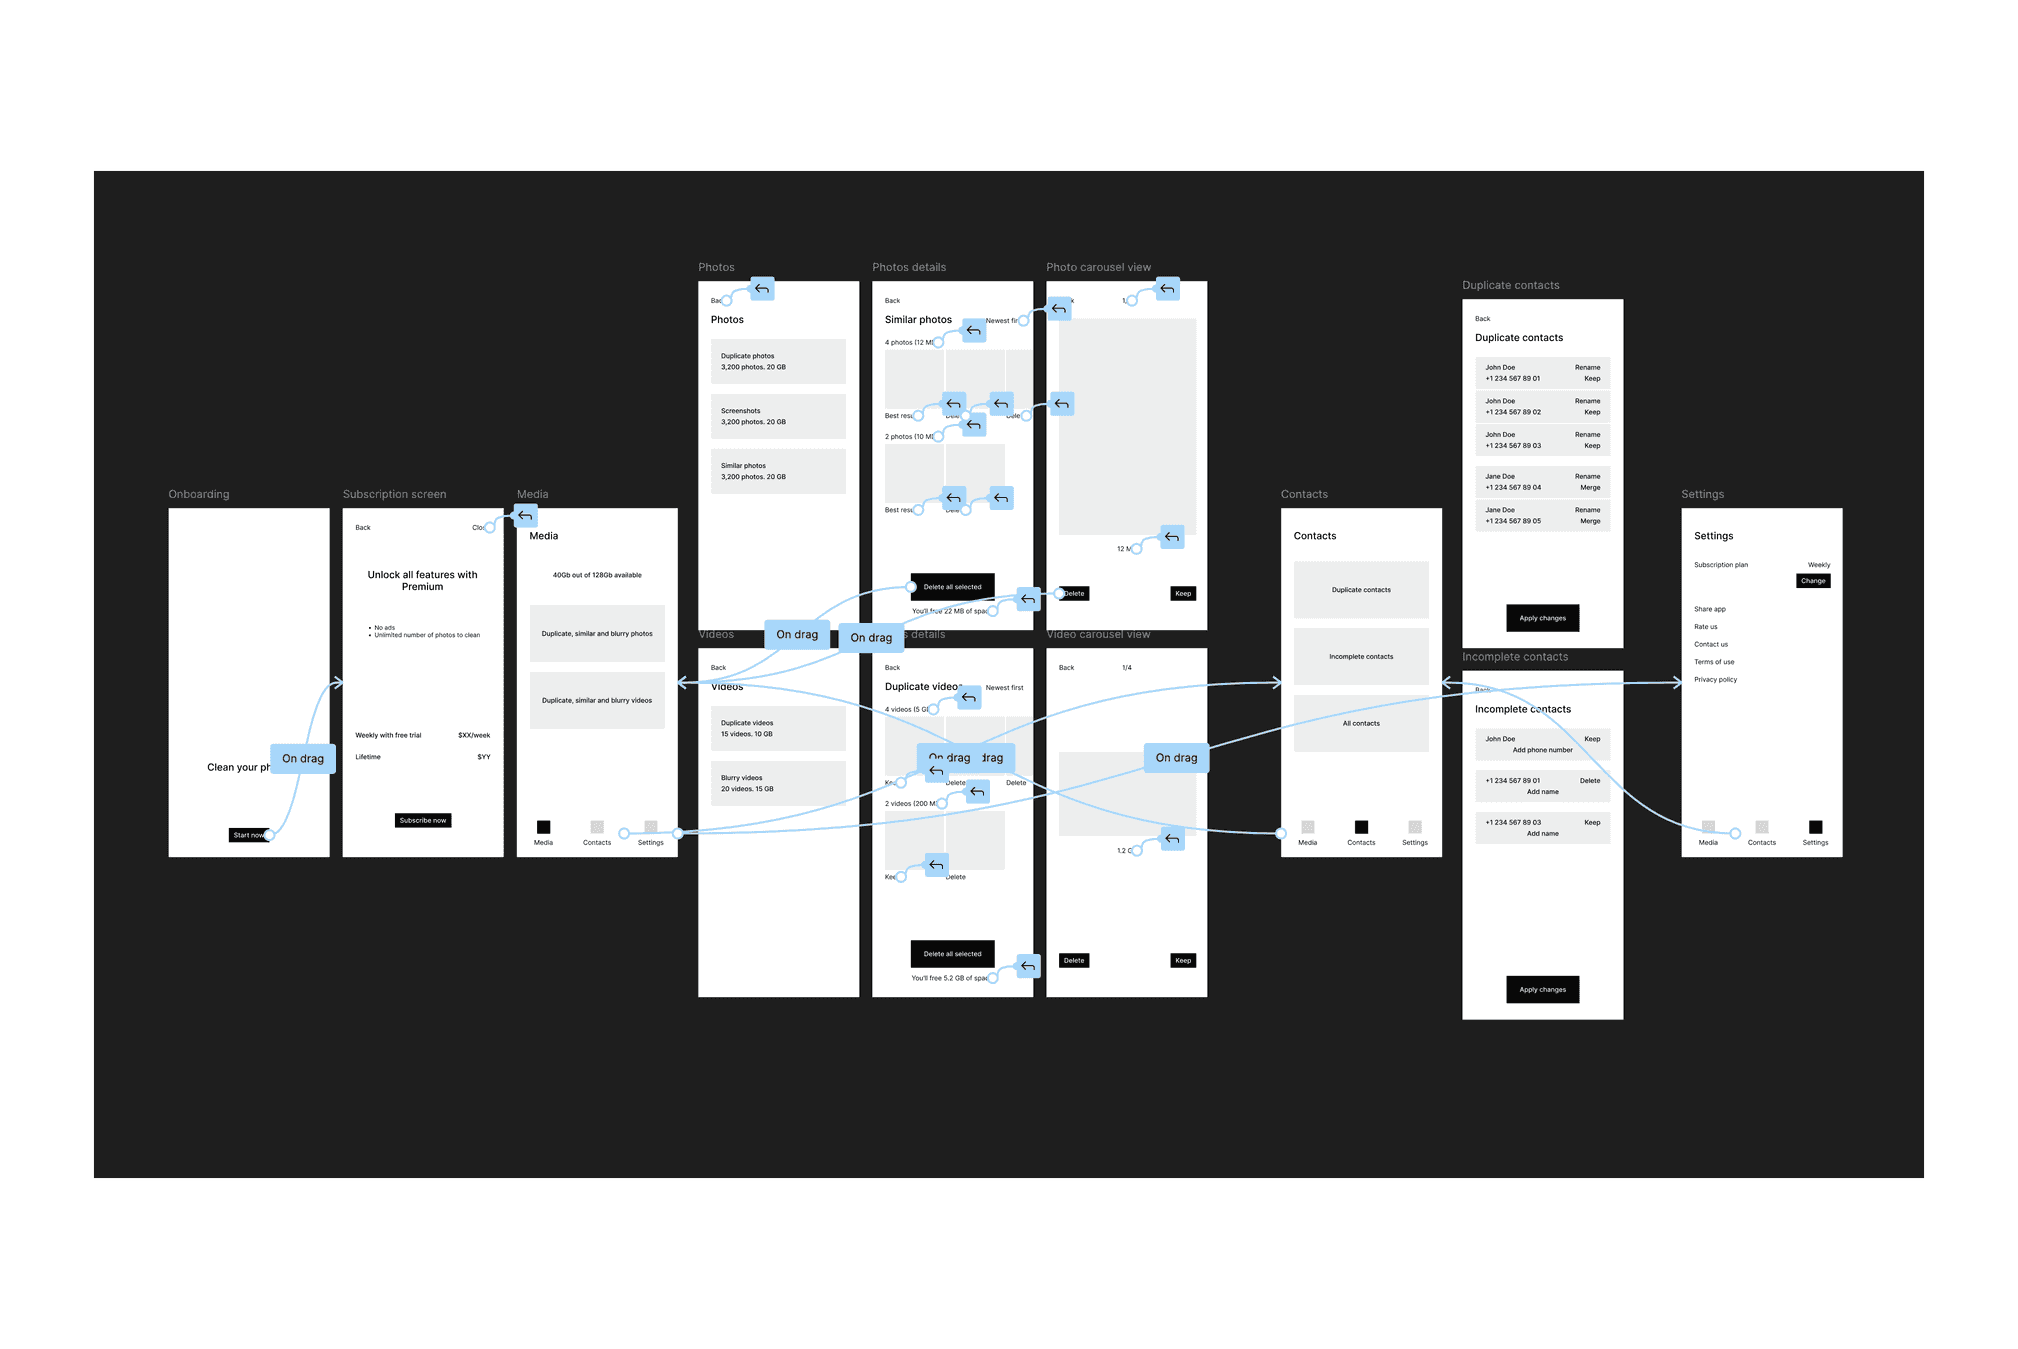 Onboarding
Clean your ph
On drag
Start now
Subscription screen
Back
Unlock all features with
Premium
No ads
Unlimited number of photos to clean
Weekly with free trial $XX/week
Lifetime $YY
Subscribe now
Media
Media
40Gb out of 128Gb available
Duplicate, similar and blurry photos
Duplicate, similar and blurry videos
Media Contacts Settings
Photos
Photos
Duplicate photos
3,200 photos. 20 GB
Screenshots
3,200 photos. 20 GB
Similar photos
3,200 photos. 20 GB
Photos details
Back
Similar photos Newest fir
4 photos (12 M
Best res
2 photos (10 M
Best res
Delete all selected
You'll free 22 MB of spac
Photo carousel view
12 M
Delete Keep
On drag
On drag
Videos
Back
Videos
Duplicate videos
15 videos. 10 GB
Blurry videos
20 videos. 15 GB
details
Back
Duplicate videos Newest first
4 videos (5 G
On drag drag
Delete Delete
2 videos (200 M
Delete
Delete all selected
You'll free 5.2 GB of spac
Video carousel view
Back 1/4
On drag
1.2
Delete Keep
Contacts
Contacts
Duplicate contacts
Incomplete contacts
All contacts
Media Contacts Settings
Duplicate contacts
Back
Duplicate contacts
John Doe Rename
+1 234 567 89 01 Keep
John Doe Rename
+1 234 567 89 02 Keep
John Doe Rename
+1 234 567 89 03 Keep
Jane Doe Rename
+1 234 567 89 04 Merge
Jane Doe Rename
+1 234 567 89 05 Merge
Apply changes
Incomplete contacts
Back
Incomplete contacts
John Doe Keep
Add phone number
+1 234 567 89 01 Delete
Add name
+1 234 567 89 03 Keep
Add name
Apply changes
Settings
Settings
Subscription plan Weekly
Change
Share app
Rate us
Contact us
Terms of use
Privacy policy
Media Contacts Settings